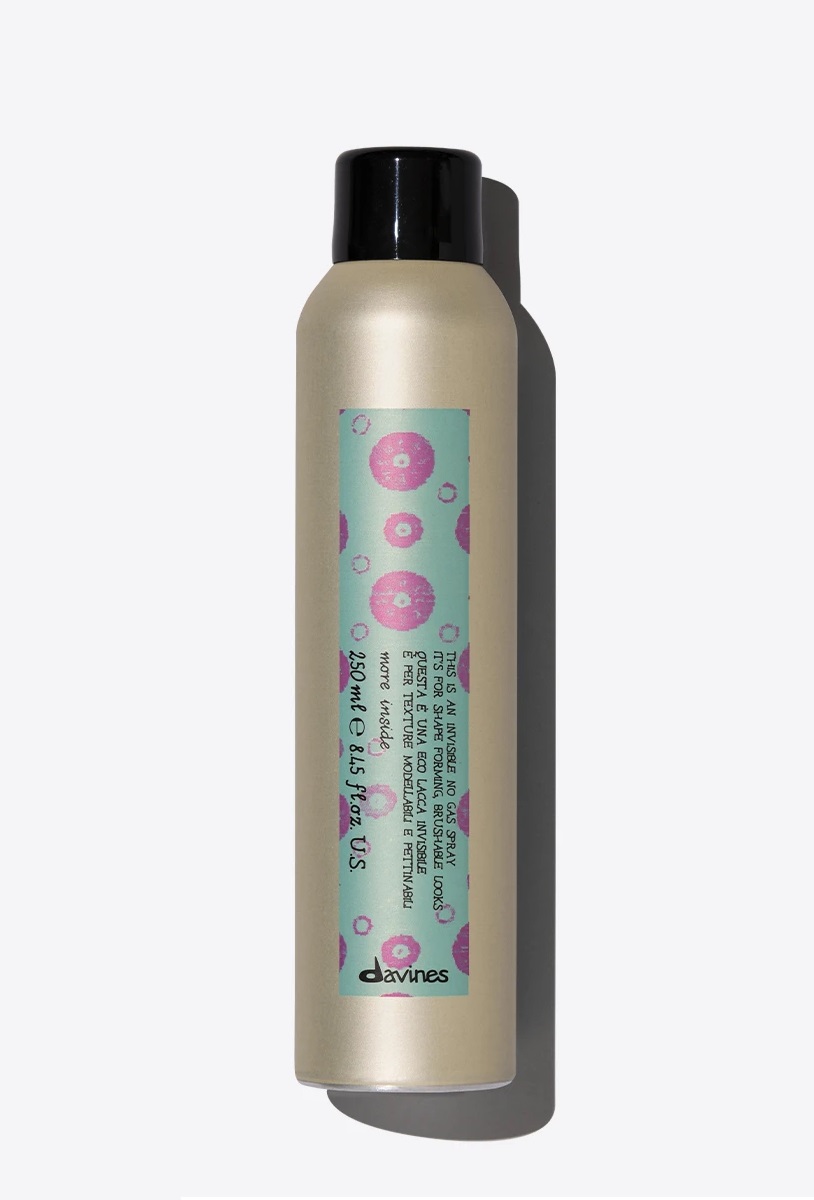 THIS IS AN INVISIBLE NO GAS SPRAY
IT'S FOR SHAPE FORMING, BRUSHABLE LOOKS
QUESTA È UNA ECO LACCA INVISIBILE
È PER TEXTURE MODELLABILI E PETTINABILI
more inside
250 ml ℮ 8.45 fl.oz. U.S.
davines